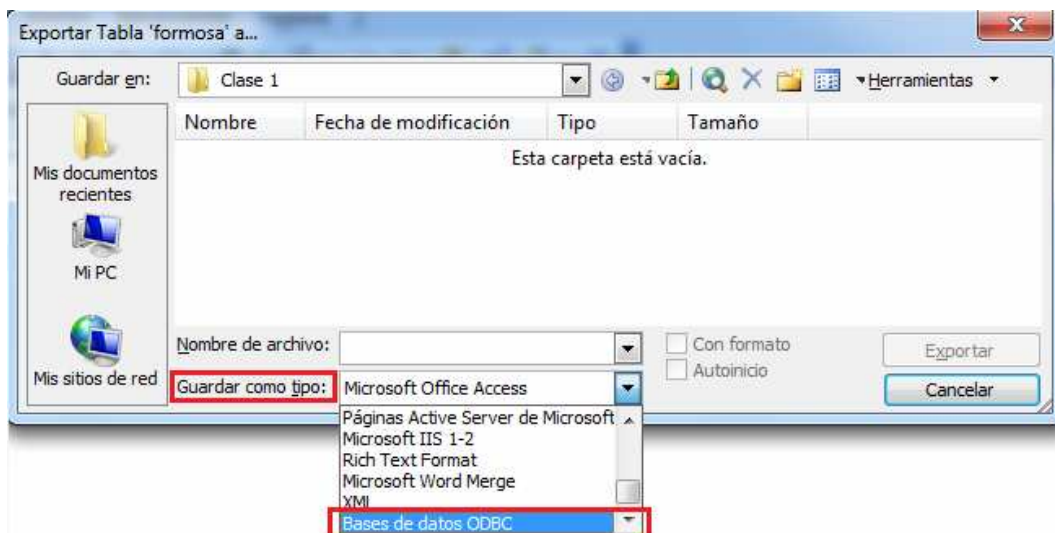 Exportar Tabla 'formosa' a...
Guardar en: Clase 1 Herramientas
Nombre Fecha de modificación Tipo Tamaño
Esta carpeta está vacía.
Mis documentos
recientes
Mi PC
Mis sitios de red
Nombre de archivo:
Con formato
Exportar
Guardar como tipo: Microsoft Office Access
Autoinicio
Cancelar
Páginas Active Server de Microsoft
Microsoft IIS 1-2
Rich Text Format
Microsoft Word Merge
XML
Bases de datos ODBC